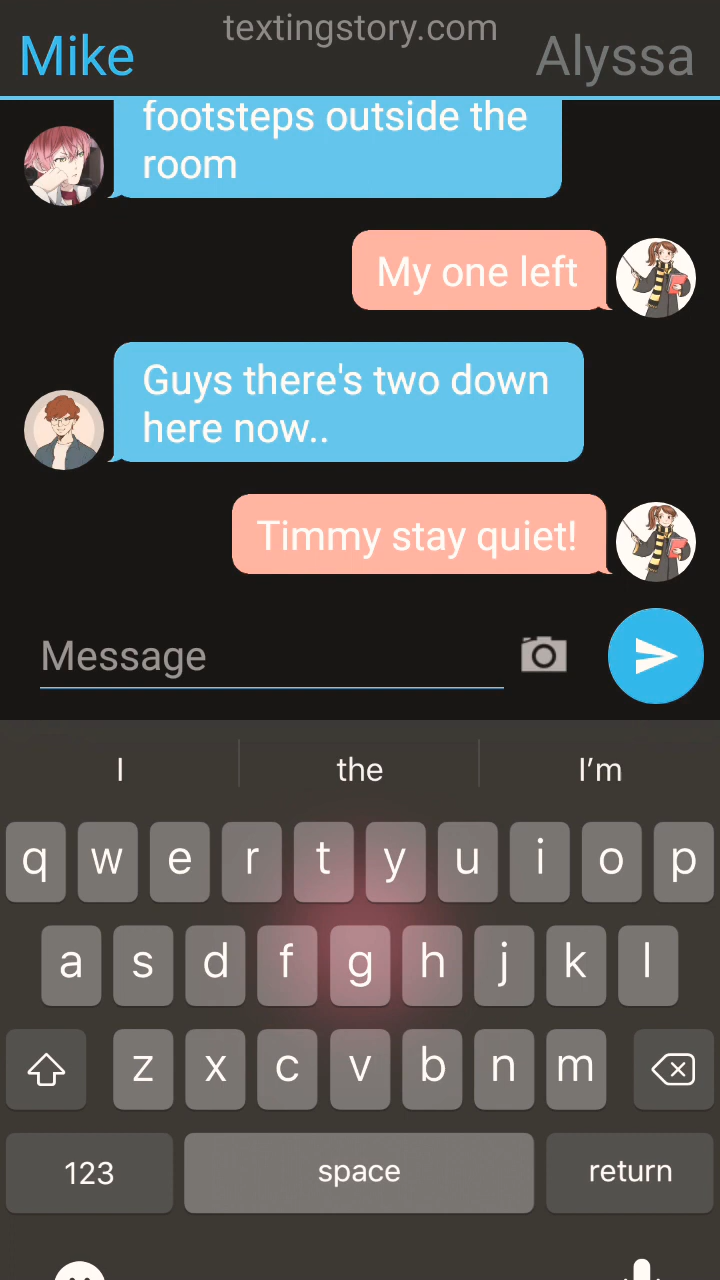 textingstory.com
Mike
Alyssa
footsteps outside the
room
My one left
Guys there's two down
here now..
Timmy stay quiet!
Message
I
the
I’m
q w e r t y u i o p
a s d f g h j k l
z x c v b n m
123
space
return